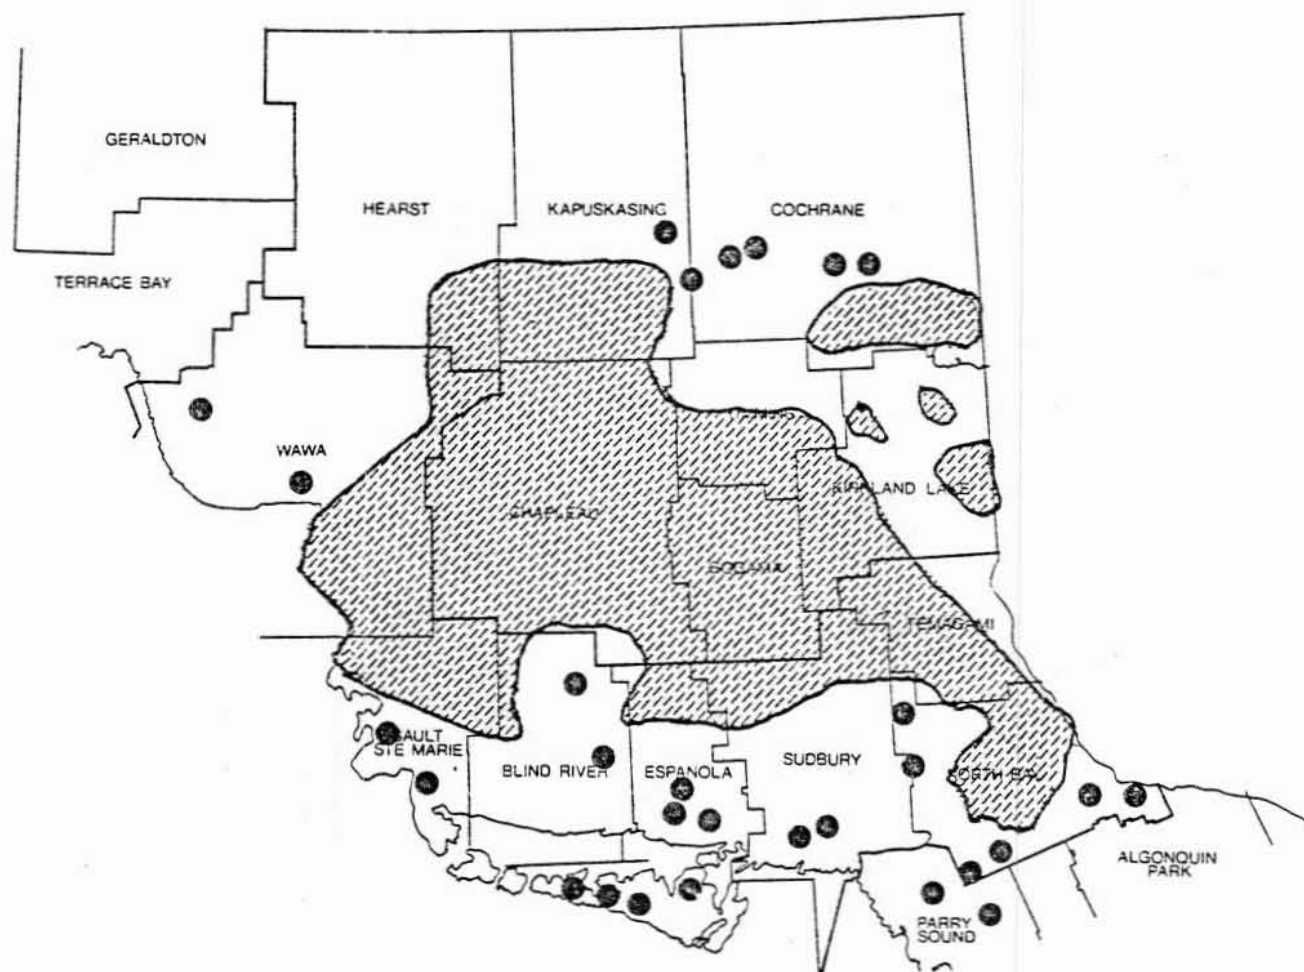 GERALDTON
HEARST
KAPUSKASING
COCHRANE
TERRACE BAY
WAWA
KIRKLAND LAKE
CHAPLEAU
GOGAMA
TEMAGAMI
SAULT
STE MARIE
BLIND RIVER
ESPANOLA
SUDBURY
NORTH BAY
ALGONQUIN
PARK
PARRY
SOUND